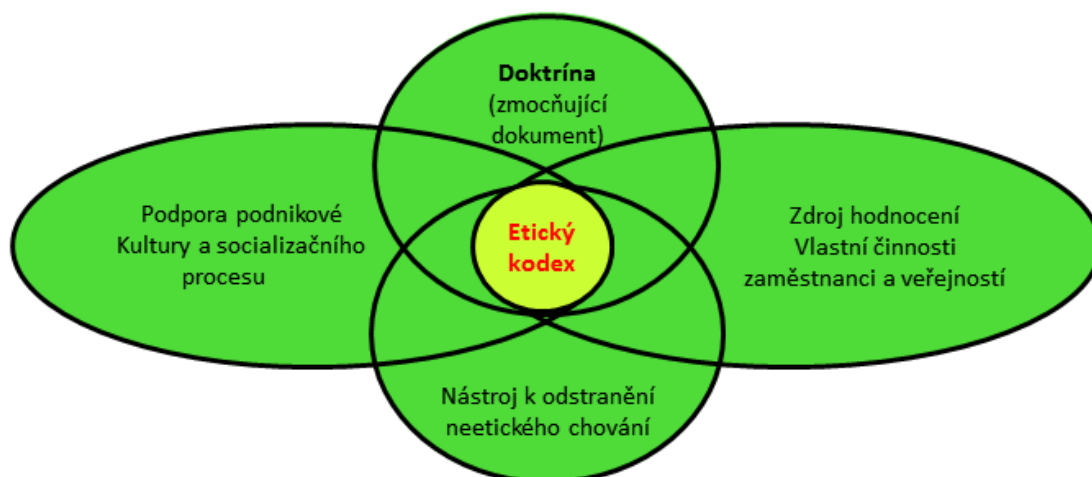 Doktrína
(zmocňující
dokument)
Podpora podnikové
Kultury a socializačního
procesu
Etický
kodex
Zdroj hodnocení
Vlastní činnosti
zaměstnanci a veřejností
Nástroj k odstranění
neetického chování